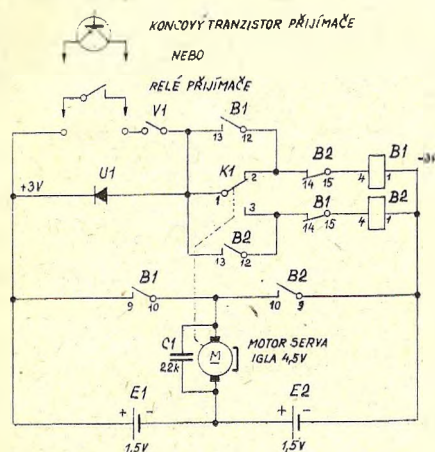 KONCOVY TRANZISTOR PŘIJÍMAČE
NEBO
RELÉ PŘIJÍMAČE
V1
B1
13 12
K1
2
1
B2
14 15
B1
4 1
+3V
U1
3
B1
14 15
B2
4 1
B2
13 12
B1
9 10
B2
10 9
C1
22k
M
MOTOR SERVA
IGLA 4,5V
E1
+ −
1,5V
E2
+ −
1,5V